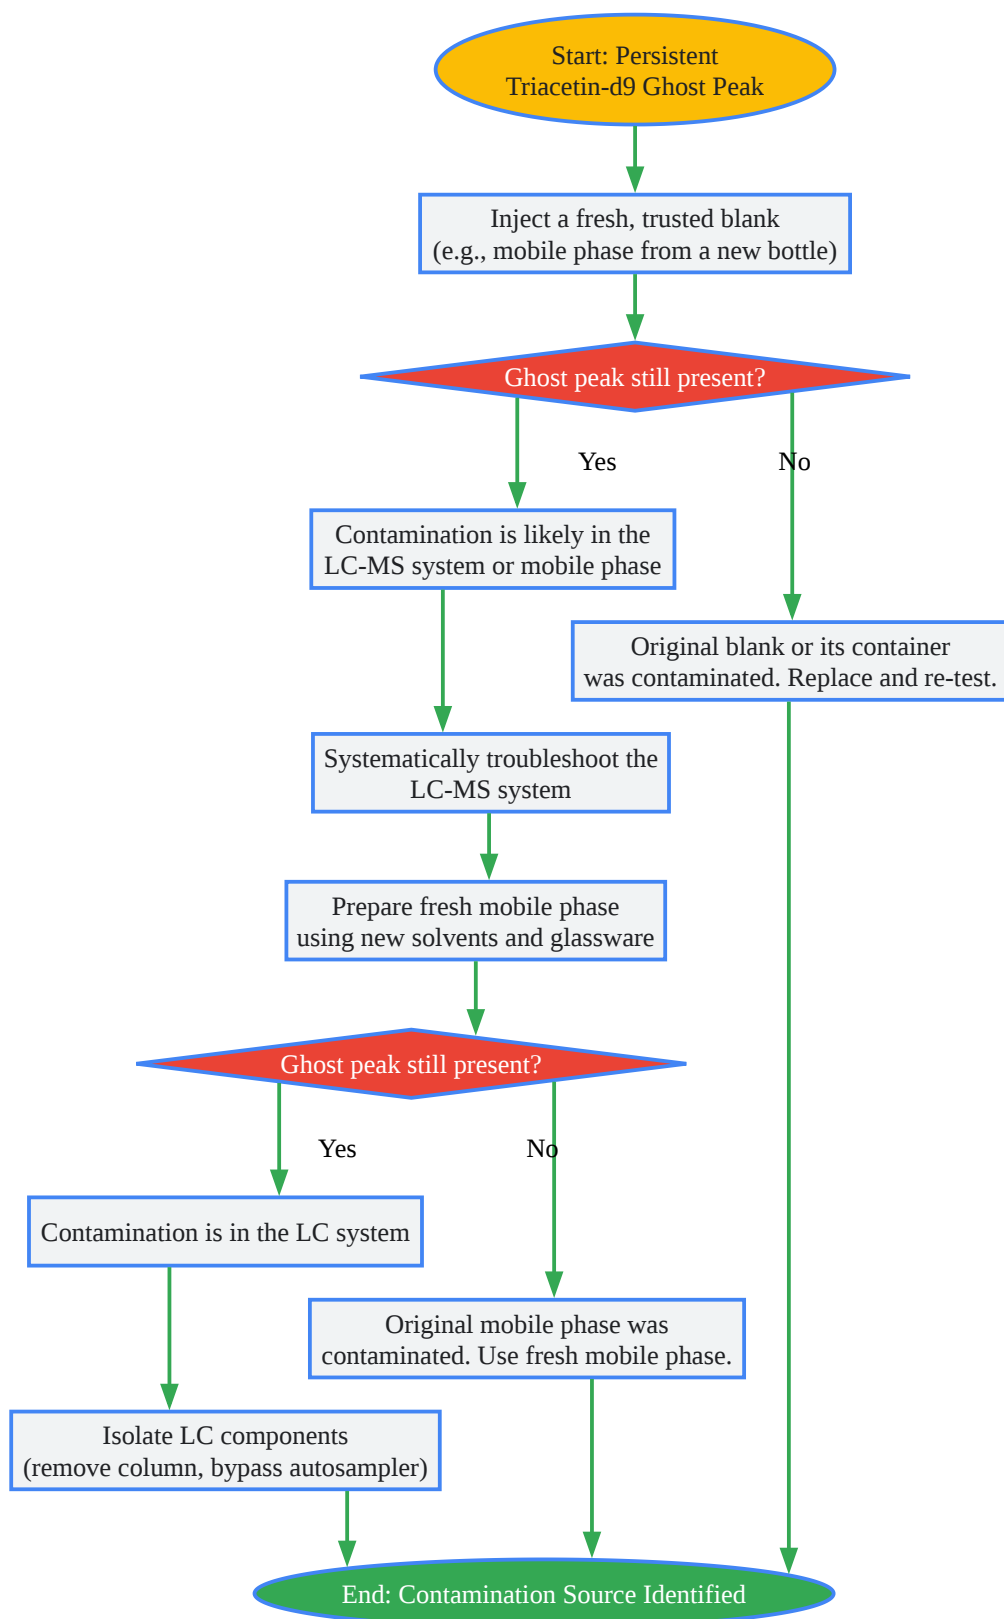 Start: Persistent
Triacetin-d9 Ghost Peak
Inject a fresh, trusted blank
(e.g., mobile phase from a new bottle)
Ghost peak still present?
Yes
No
Contamination is likely in the
LC-MS system or mobile phase
Original blank or its container
was contaminated. Replace and re-test.
Systematically troubleshoot the
LC-MS system
Prepare fresh mobile phase
using new solvents and glassware
Ghost peak still present?
Yes
No
Contamination is in the LC system
Original mobile phase was
contaminated. Use fresh mobile phase.
Isolate LC components
(remove column, bypass autosampler)
End: Contamination Source Identified